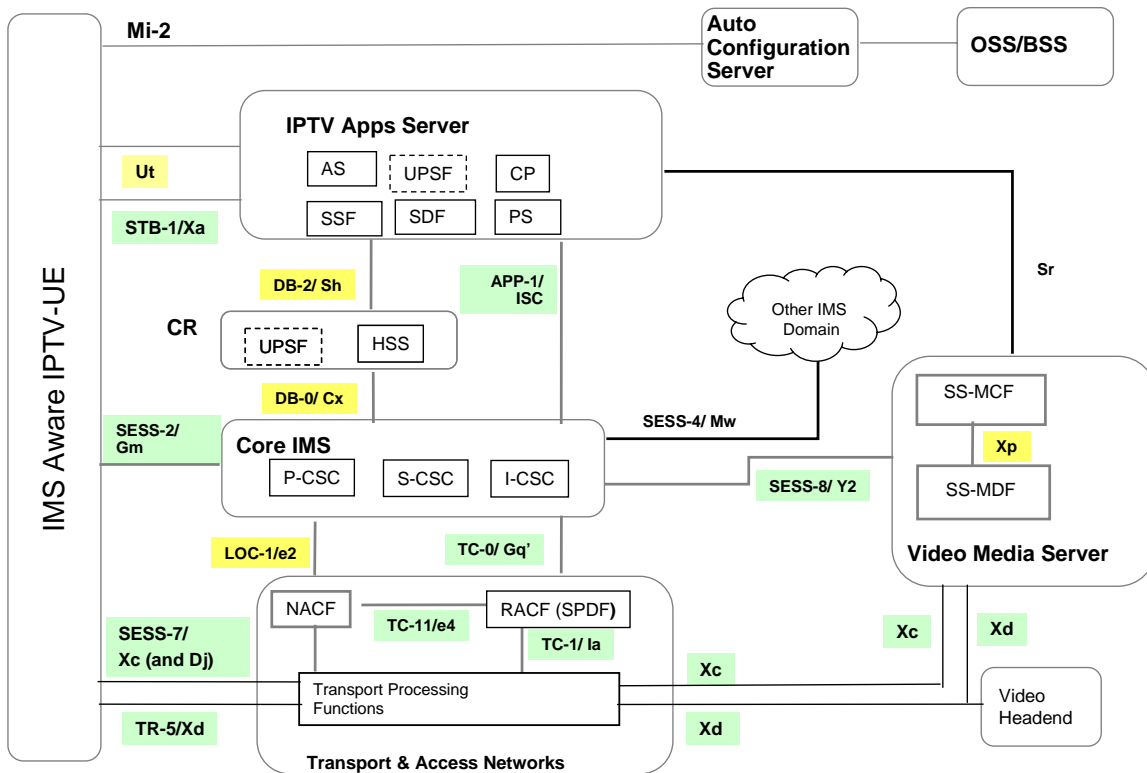 Mi-2
Auto
Configuration
Server
OSS/BSS
IMS Aware IPTV-UE
IPTV Apps Server
AS
UPSF
CP
SSF
SDF
PS
Ut
STB-1/Xa
DB-2/ Sh
APP-1/
ISC
Sr
CR
UPSF
HSS
Other IMS
Domain
DB-0/ Cx
SESS-4/ Mw
SESS-2/
Gm
Core IMS
P-CSC
S-CSC
I-CSC
SESS-8/ Y2
SS-MCF
Xp
SS-MDF
Video Media Server
LOC-1/e2
TC-0/ Gq’
NACF
RACF (SPDF)
TC-11/e4
TC-1/ Ia
SESS-7/
Xc (and Dj)
Xc
Xd
Xc
Transport Processing
Functions
Video
Headend
TR-5/Xd
Xd
Transport & Access Networks